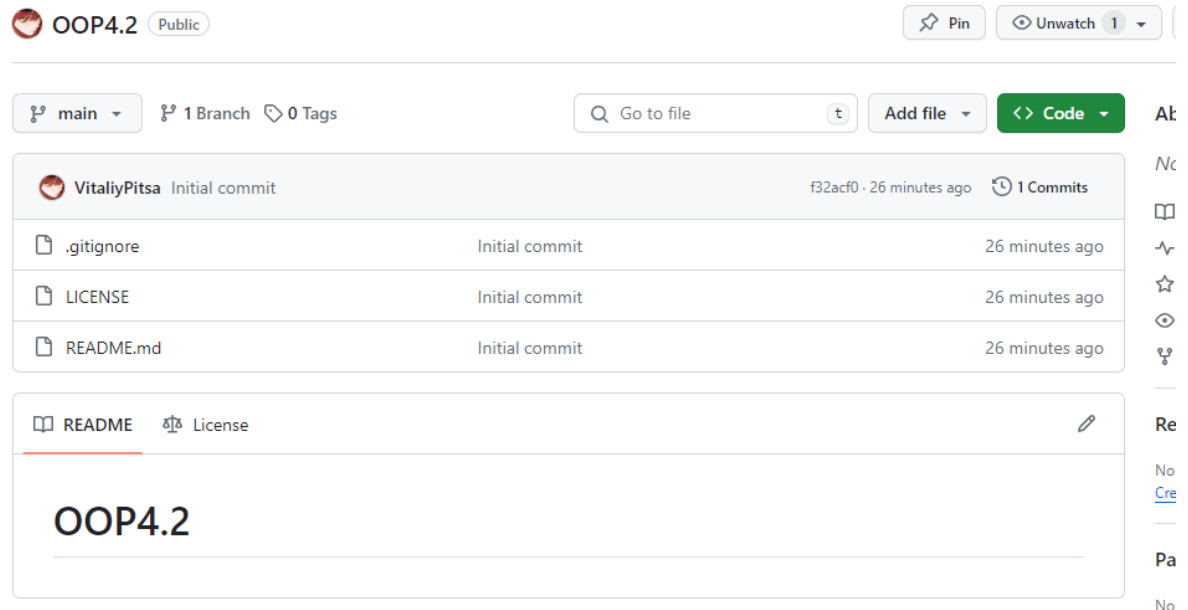 OOP4.2 Public Pin Unwatch 1
main 1 Branch 0 Tags Go to file t Add file Code
VitaliyPitsa Initial commit f32acf0 · 26 minutes ago 1 Commits
.gitignore Initial commit 26 minutes ago
LICENSE Initial commit 26 minutes ago
README.md Initial commit 26 minutes ago
README License
OOP4.2
No
No